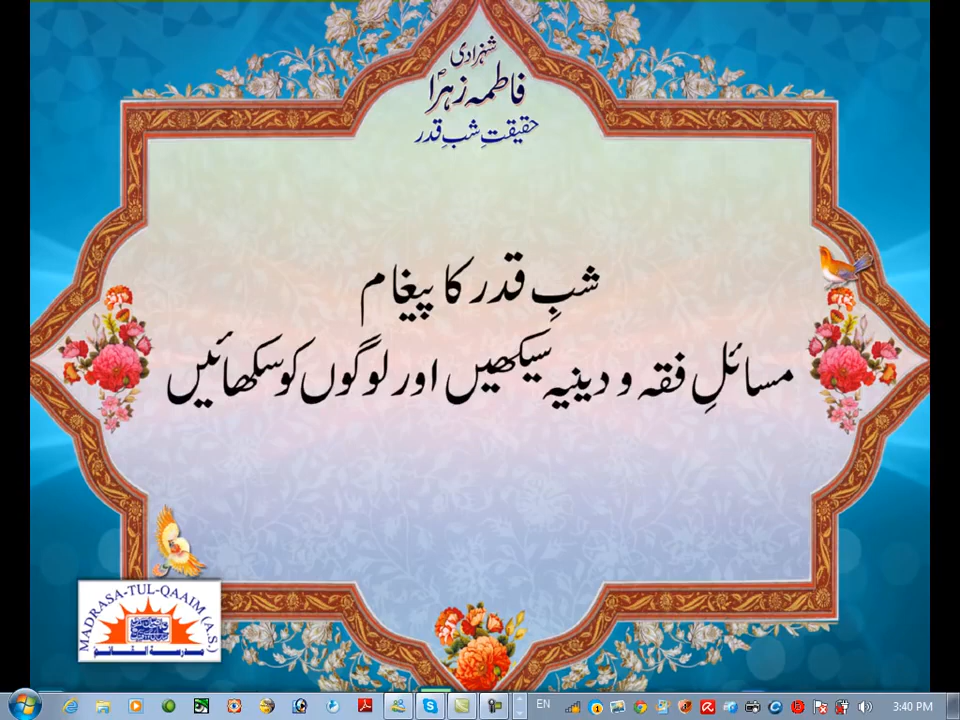 شہزادی
فاطمہ زہراؑ
حقیقتِ شبِ قدر
شبِ قدر کا پیغام
مسائلِ فقہ و دینیہ سیکھیں اور لوگوں کو سکھائیں
MADRASA-TUL-QAAIM (A.S)
مدرسة القائم
EN
3:40 PM